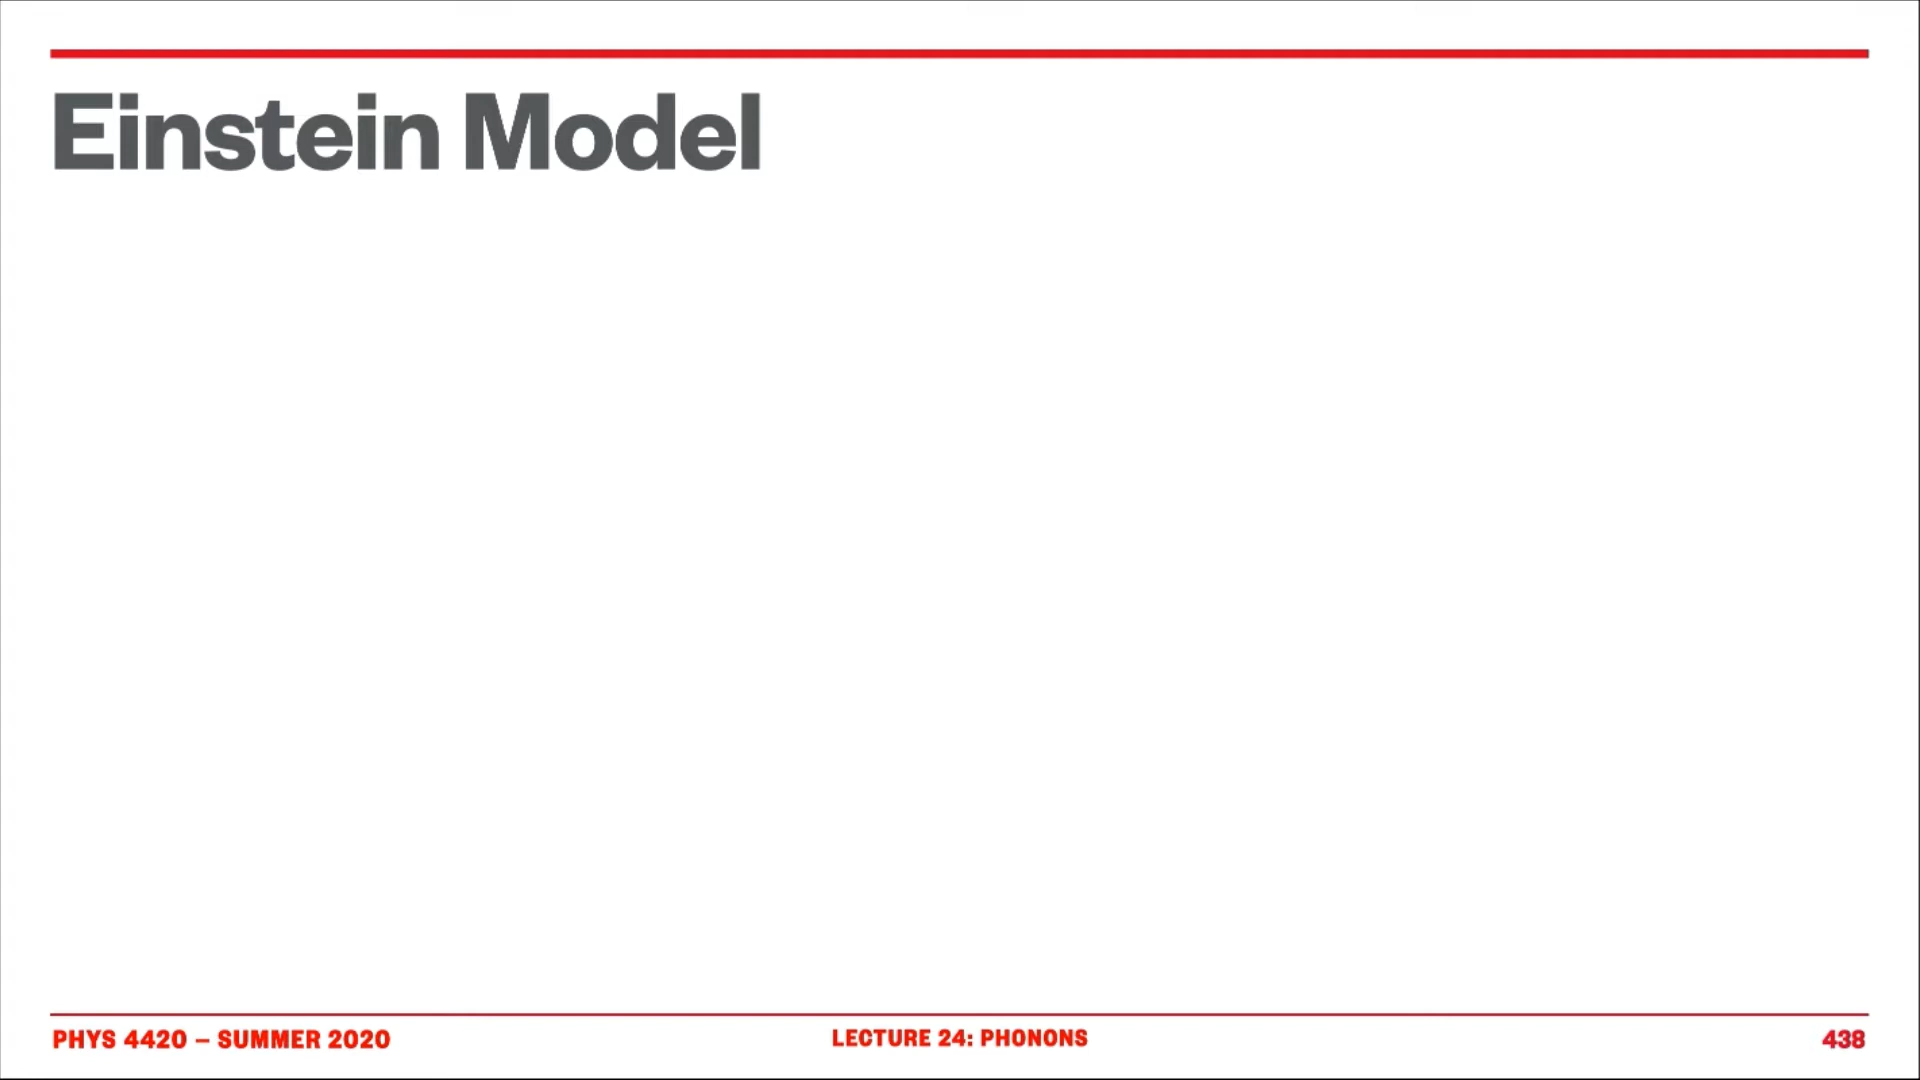 Einstein Model
PHYS 4420 – SUMMER 2020
LECTURE 24: PHONONS
438